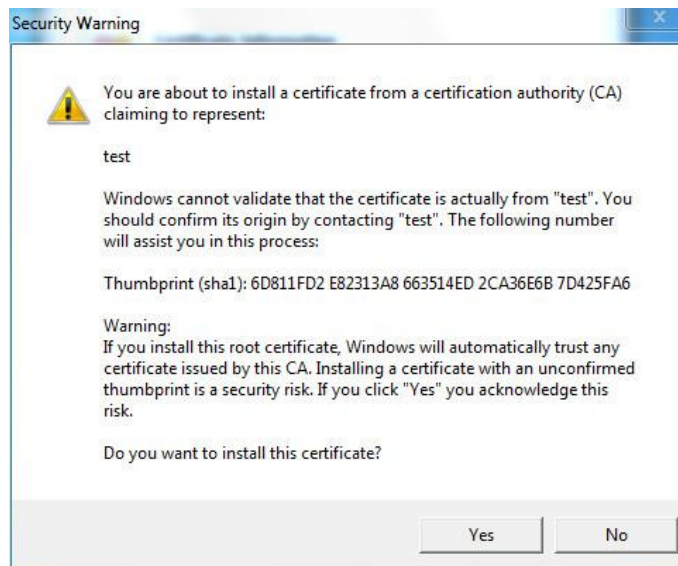 Security Warning
You are about to install a certificate from a certification authority (CA)
claiming to represent:
test
Windows cannot validate that the certificate is actually from "test". You
should confirm its origin by contacting "test". The following number
will assist you in this process:
Thumbprint (sha1): 6D811FD2 E82313A8 663514ED 2CA36E6B 7D425FA6
Warning:
If you install this root certificate, Windows will automatically trust any
certificate issued by this CA. Installing a certificate with an unconfirmed
thumbprint is a security risk. If you click "Yes" you acknowledge this
risk.
Do you want to install this certificate?
Yes No